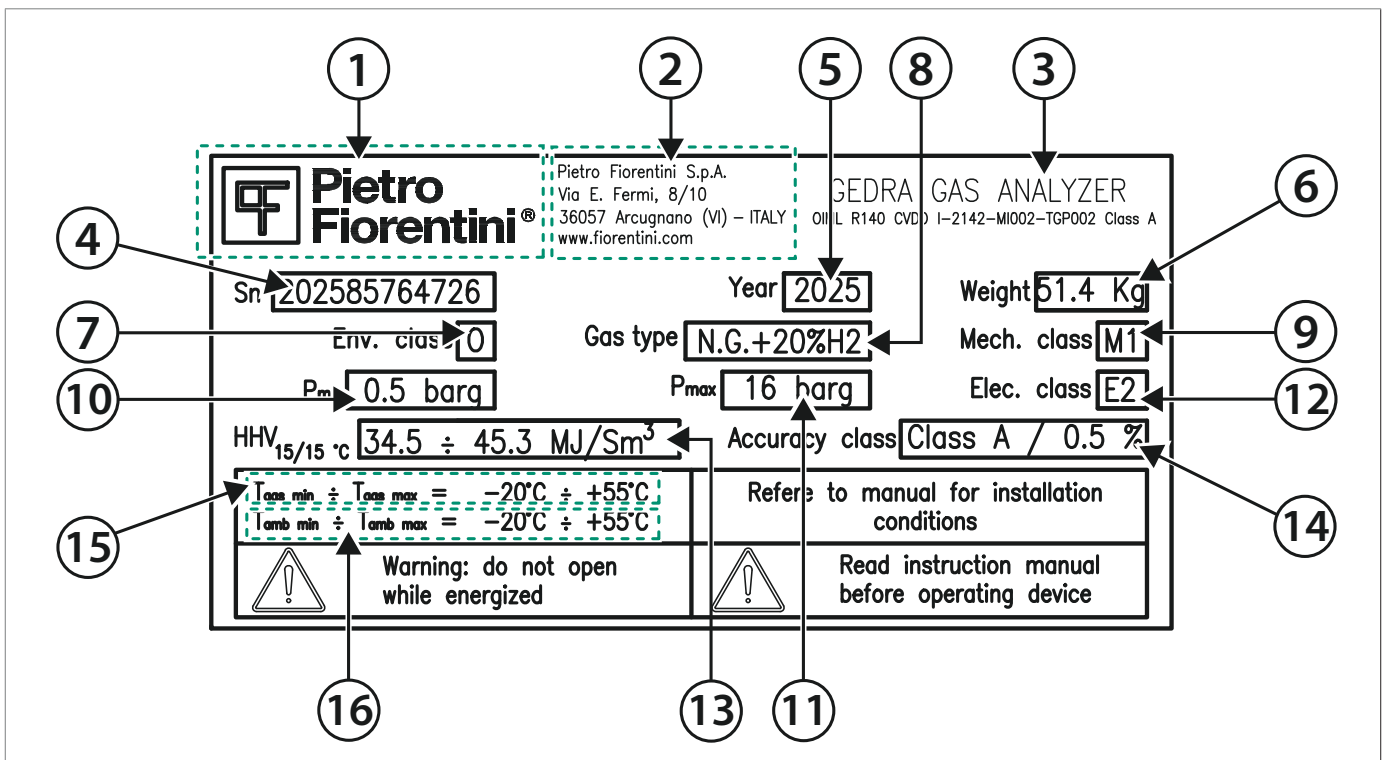 1
2
5
8
3
Pietro
Fiorentini®
Pietro Fiorentini S.p.A.
Via E. Fermi, 8/10
36057 Arcugnano (VI) – ITALY
www.fiorentini.com
GEDRA GAS ANALYZER
R140 I-2142-MI002-TGP002 Class A
6
4
Sn 202585764726
Year 2025
Weight 51.4 Kg
7
Env. class 0
Gas type N.G.+20%H2
Mech. class M1
9
10
0.5 barg
Pmax 16 barg
Elec. class E2
12
HHV15/15 °C 34.5 ÷ 45.3 MJ/Sm³
Accuracy class Class A / 0.5 %
15
Tgas min ÷ Tgas max = -20°C ÷ +55°C
Tamb min ÷ Tamb max = -20°C ÷ +55°C
Refere to manual for installation
conditions
14
Warning: do not open
while energized
Read instruction manual
before operating device
16
13
11